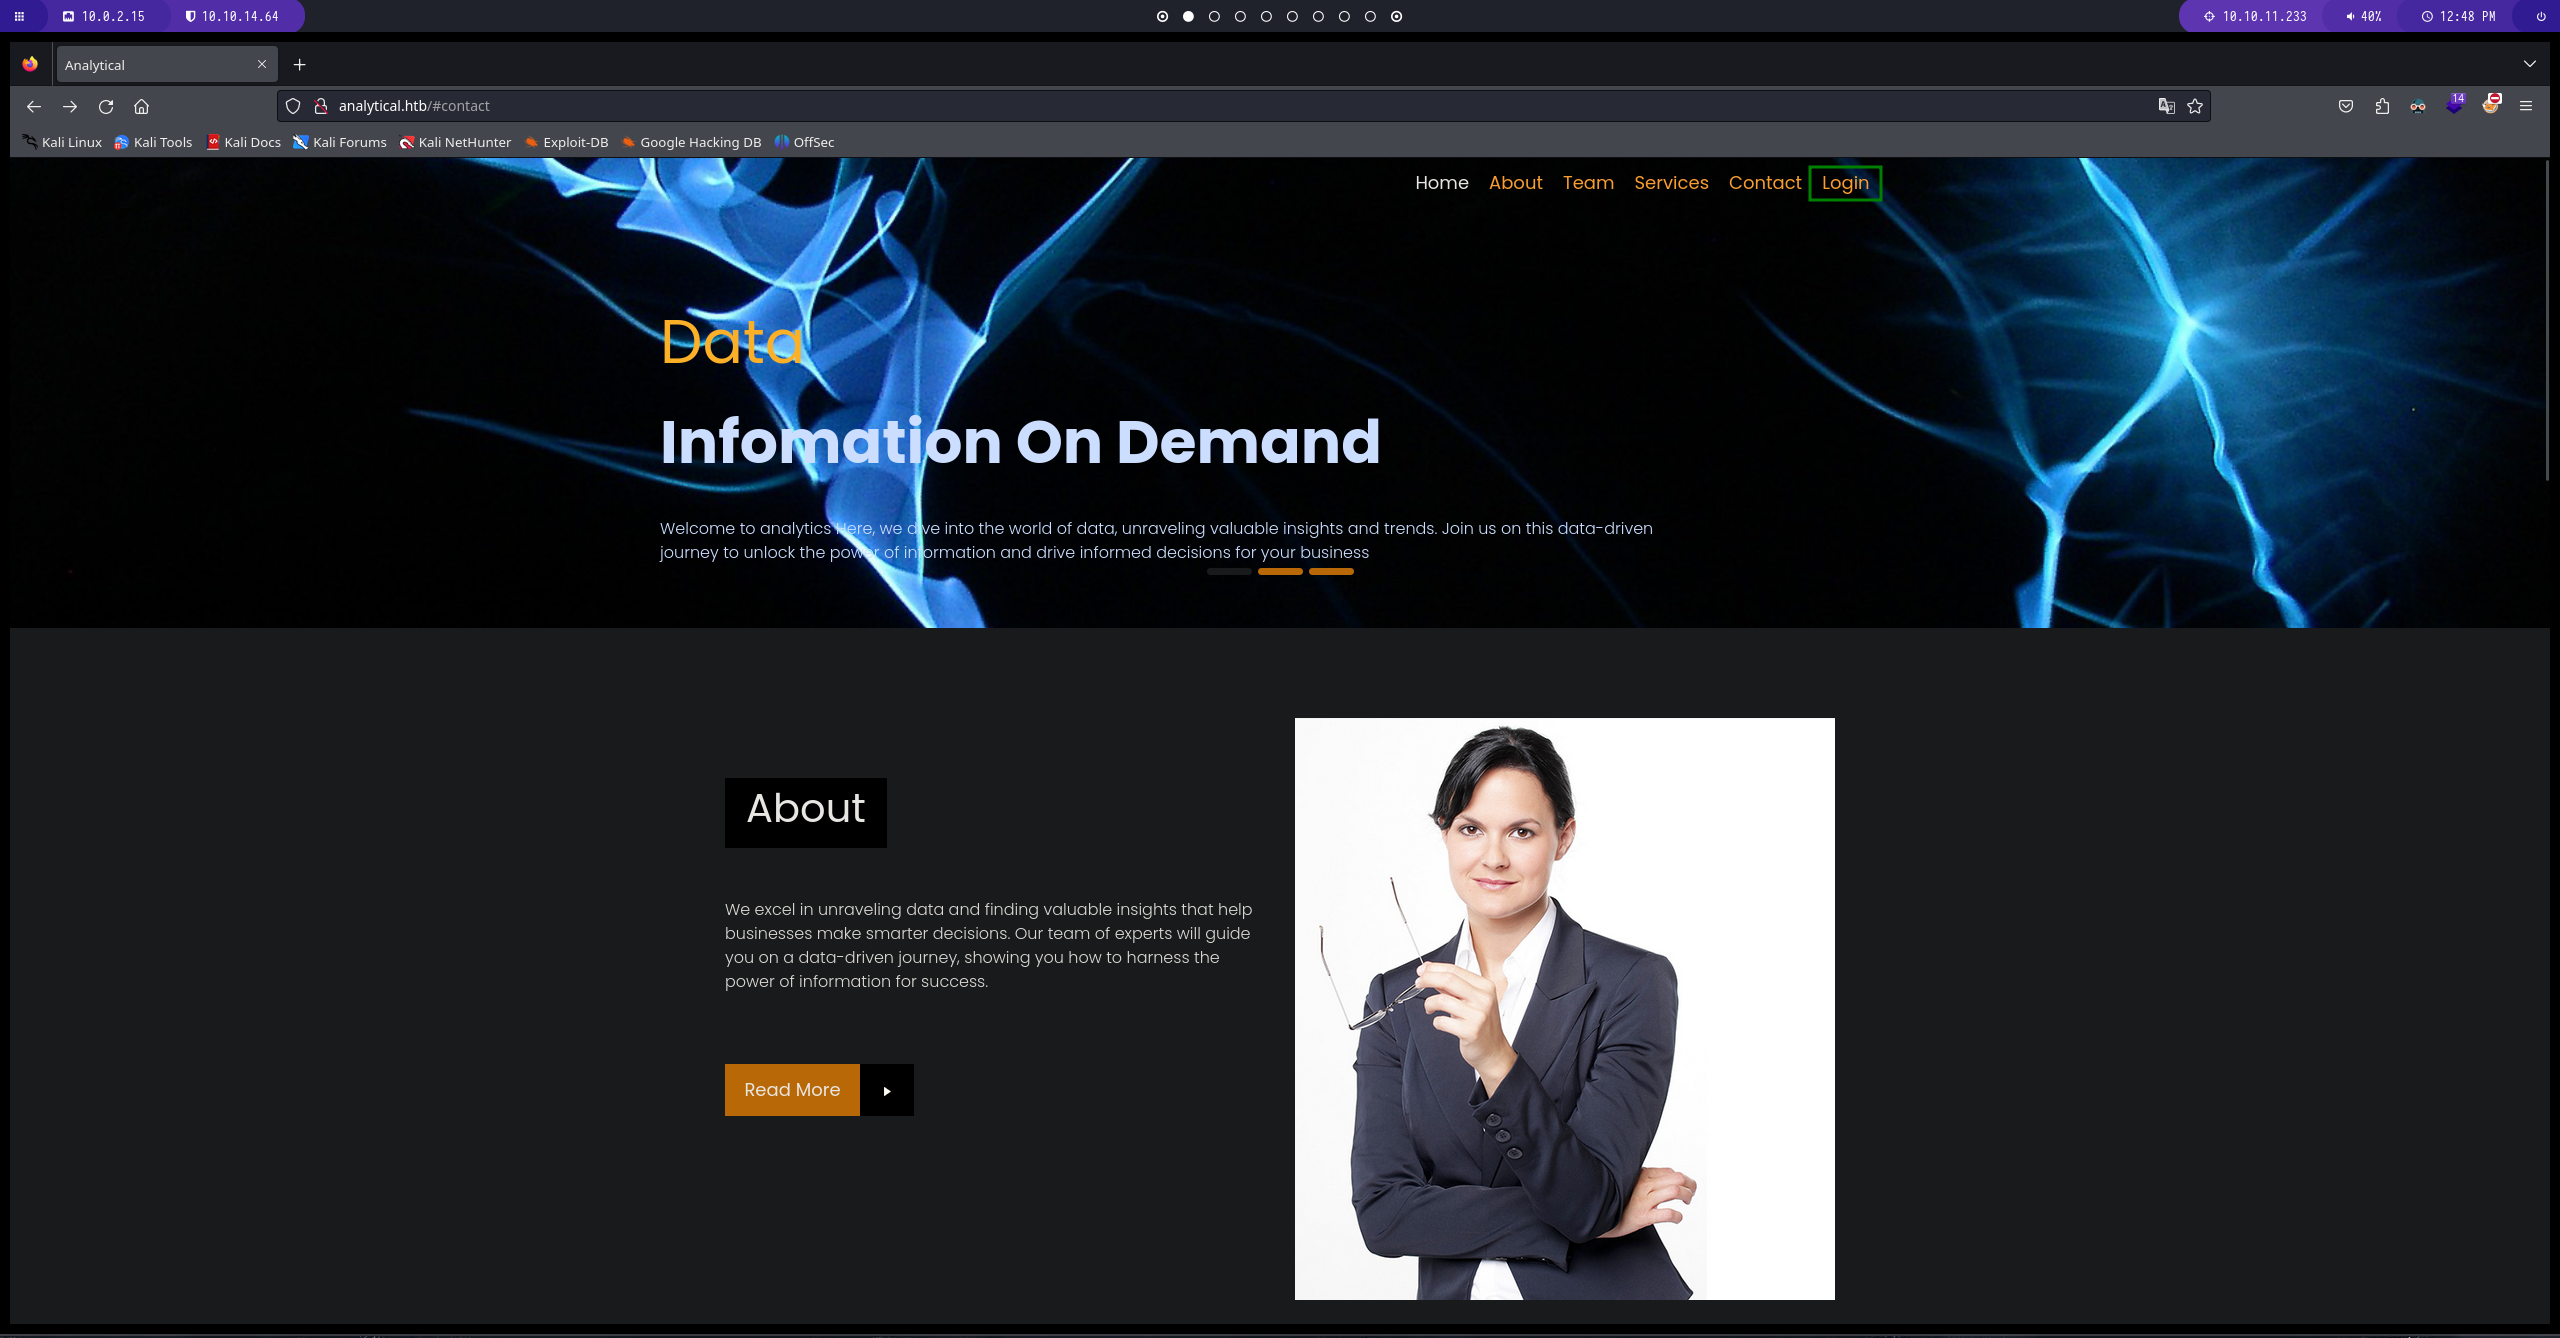 10.0.2.15
10.10.14.64
10.10.11.233
40%
12:48 PM
Analytical
analytical.htb/#contact
14
Kali Linux
Kali Tools
Kali Docs
Kali Forums
Kali NetHunter
Exploit-DB
Google Hacking DB
OffSec
Home
About
Team
Services
Contact
Login
Data
Infomation On Demand
Welcome to analytics Here, we dive into the world of data, unraveling valuable insights and trends. Join us on this data-driven
journey to unlock the power of information and drive informed decisions for your business
About
We excel in unraveling data and finding valuable insights that help
businesses make smarter decisions. Our team of experts will guide
you on a data-driven journey, showing you how to harness the
power of information for success.
Read More